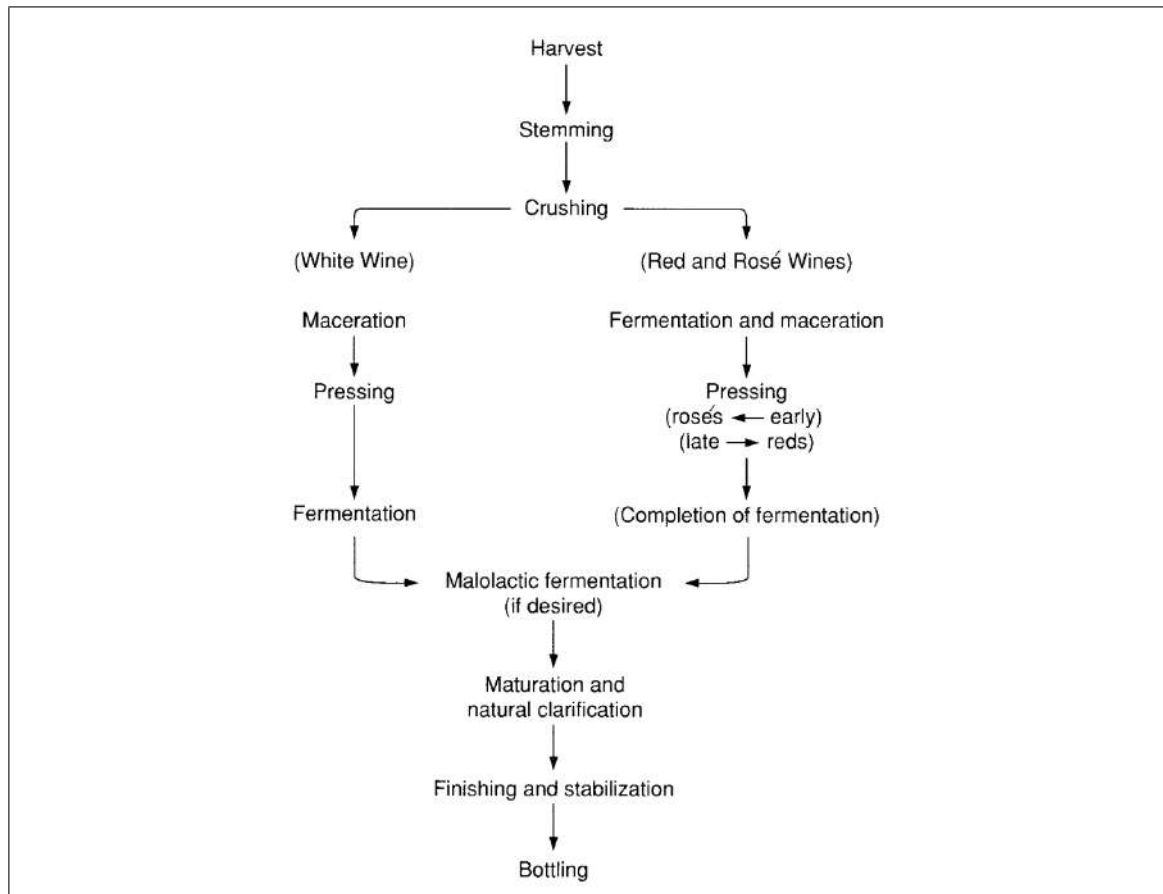 Harvest
Stemming
Crushing
(White Wine)
(Red and Rosé Wines)
Maceration
Fermentation and maceration
Pressing
Pressing
(rosés ← early)
(late → reds)
Fermentation
(Completion of fermentation)
Malolactic fermentation
(if desired)
Maturation and
natural clarification
Finishing and stabilization
Bottling